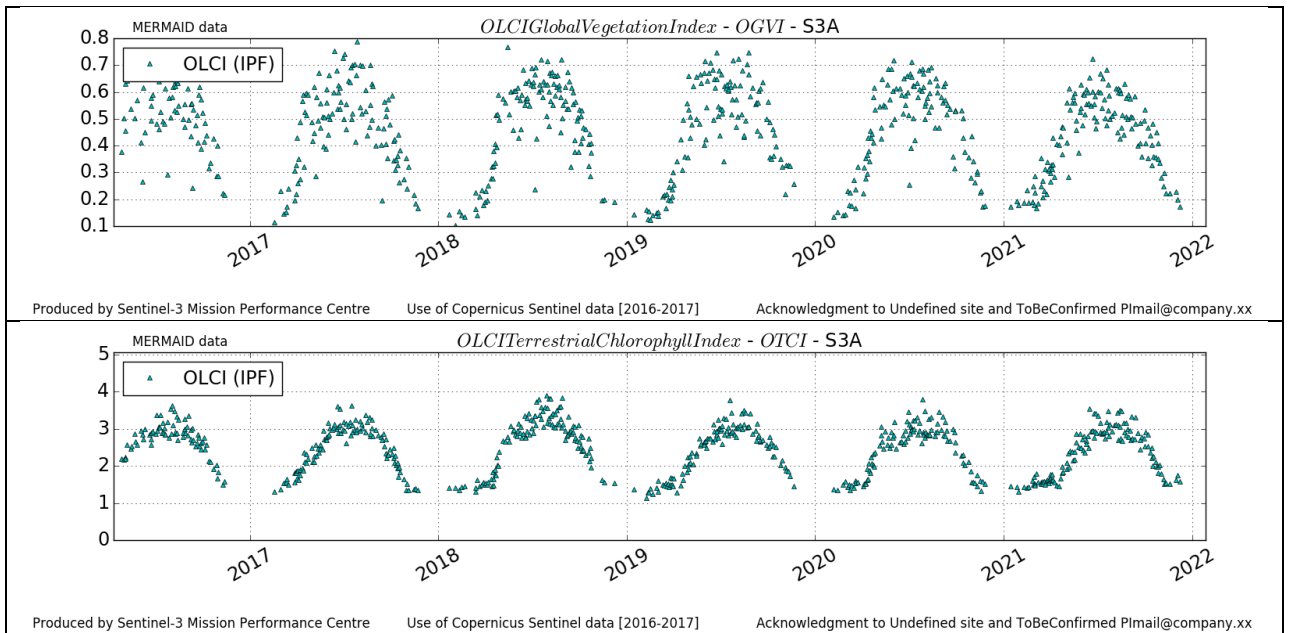 MERMAID data
OLCIGlobalVegetationIndex - OGVI - S3A
0.8
OLCI (IPF)
0.7
0.6
0.5
0.4
0.3
0.2
0.1
2017
2018
2019
2020
2021
2022
Produced by Sentinel-3 Mission Performance Centre
Use of Copernicus Sentinel data [2016-2017]
Acknowledgment to Undefined site and ToBeConfirmed PImail@company.xx
MERMAID data
OLCITerrestrialChlorophyllIndex - OTCI - S3A
5
OLCI (IPF)
4
3
2
1
0
2017
2018
2019
2020
2021
2022
Produced by Sentinel-3 Mission Performance Centre
Use of Copernicus Sentinel data [2016-2017]
Acknowledgment to Undefined site and ToBeConfirmed PImail@company.xx